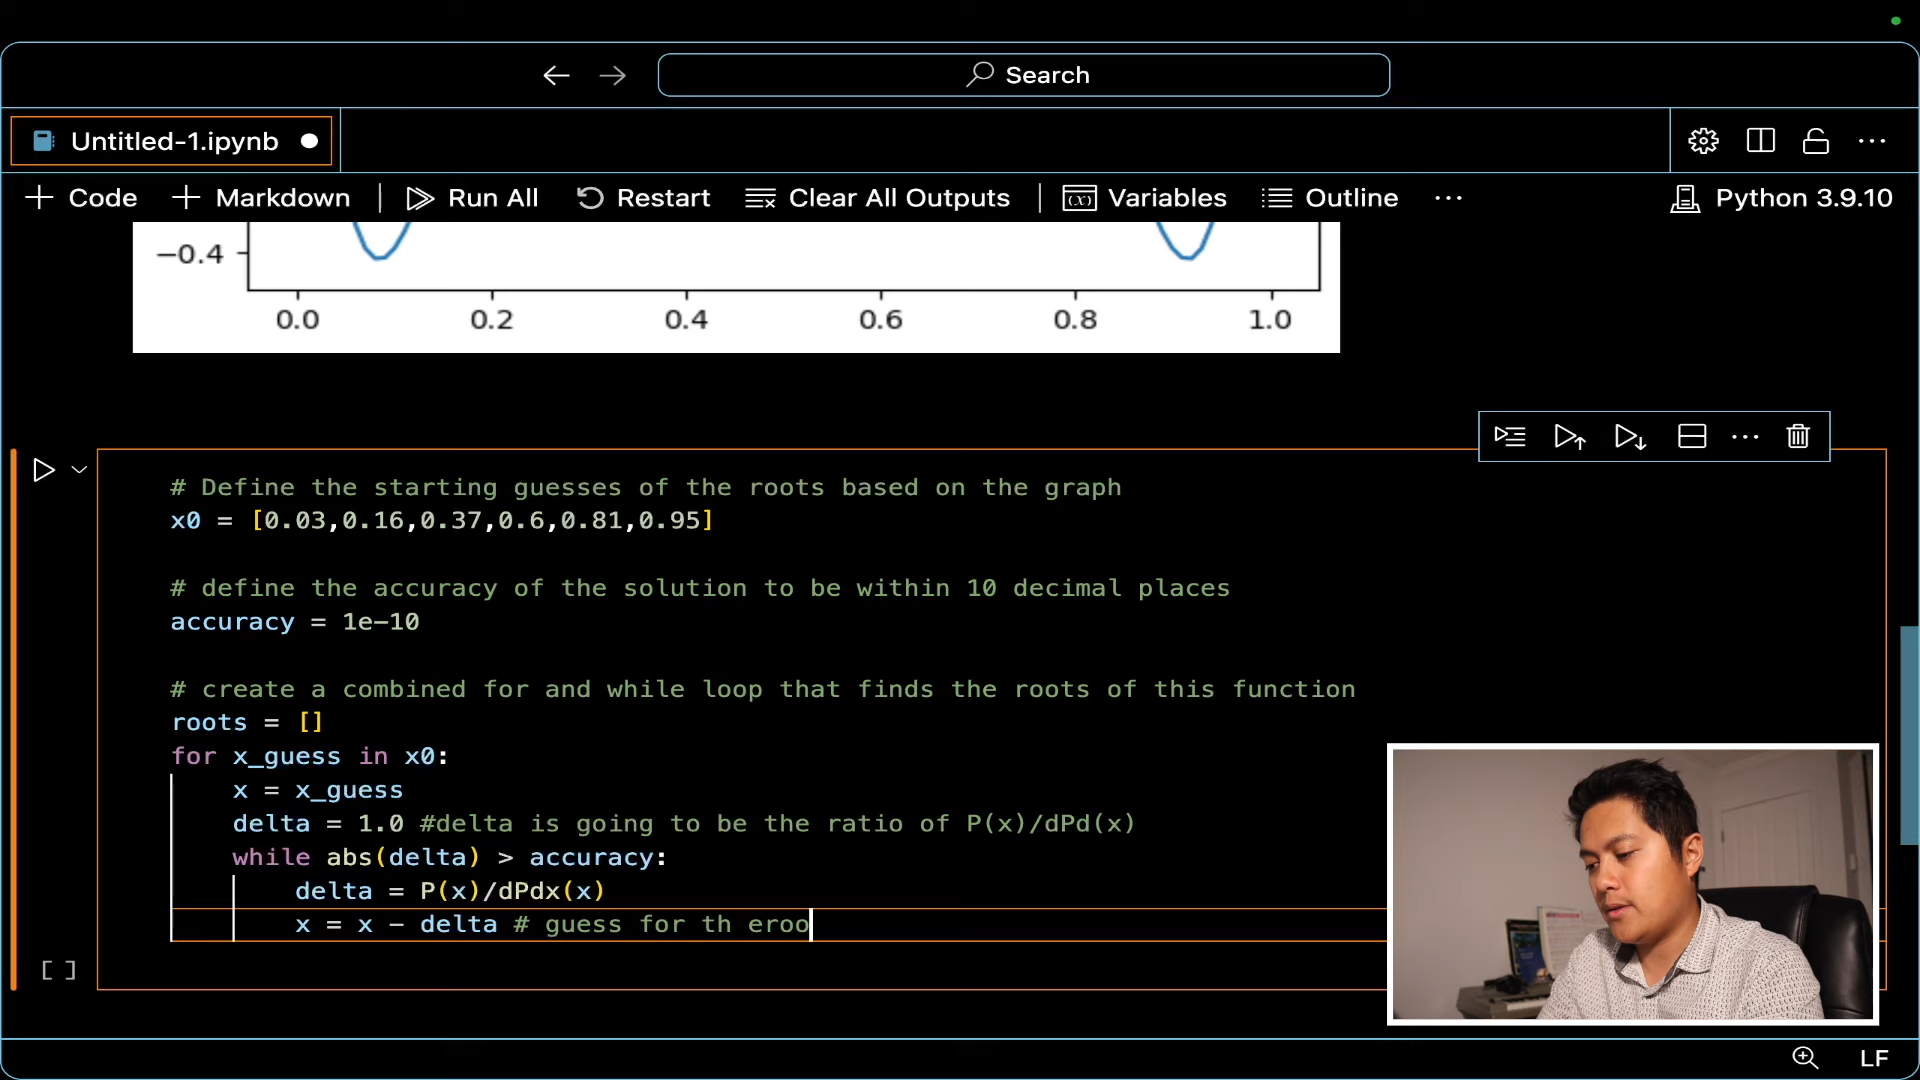 Search
Untitled-1.ipynb
Code Markdown Run All Restart Clear All Outputs Variables Outline ... Python 3.9.10
−0.4
0.0 0.2 0.4 0.6 0.8 1.0
# Define the starting guesses of the roots based on the graph
x0 = [0.03,0.16,0.37,0.6,0.81,0.95]
# define the accuracy of the solution to be within 10 decimal places
accuracy = 1e-10
# create a combined for and while loop that finds the roots of this function
roots = []
for x_guess in x0:
x = x_guess
delta = 1.0 #delta is going to be the ratio of P(x)/dPd(x)
while abs(delta) > accuracy:
delta = P(x)/dPdx(x)
x = x - delta # guess for th eroo
[ ]
LF